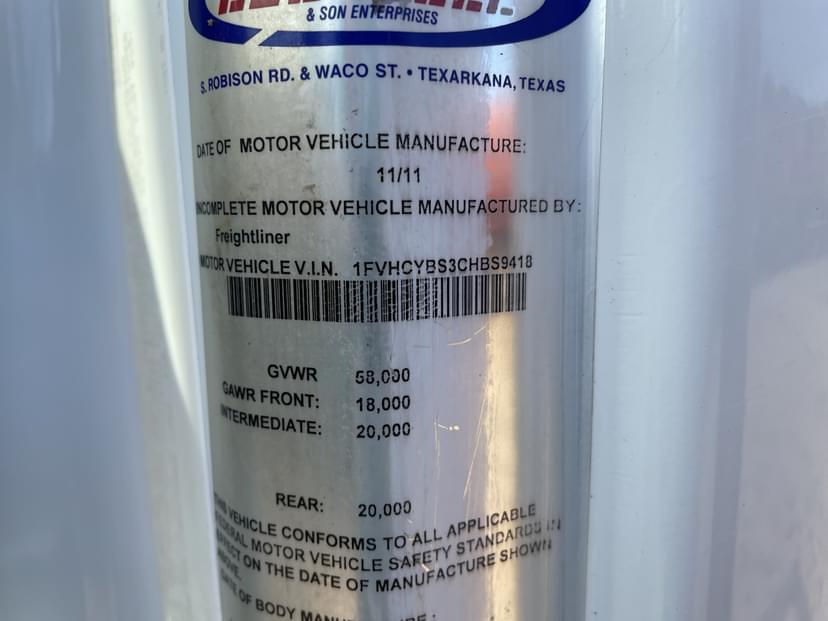 & SON ENTERPRISES
S. ROBISON RD. & WACO ST. • TEXARKANA, TEXAS
DATE OF MOTOR VEHICLE MANUFACTURE:
11/11
INCOMPLETE MOTOR VEHICLE MANUFACTURED BY:
Freightliner
MOTOR VEHICLE V.I.N. 1FVHCYBS3CHBS9418
GVWR 58,000
GAWR FRONT: 18,000
INTERMEDIATE: 20,000
REAR: 20,000
THIS VEHICLE CONFORMS TO ALL APPLICABLE
FEDERAL MOTOR VEHICLE SAFETY STANDARDS IN
EFFECT ON THE DATE OF MANUFACTURE SHOWN
ABOVE.
DATE OF BODY